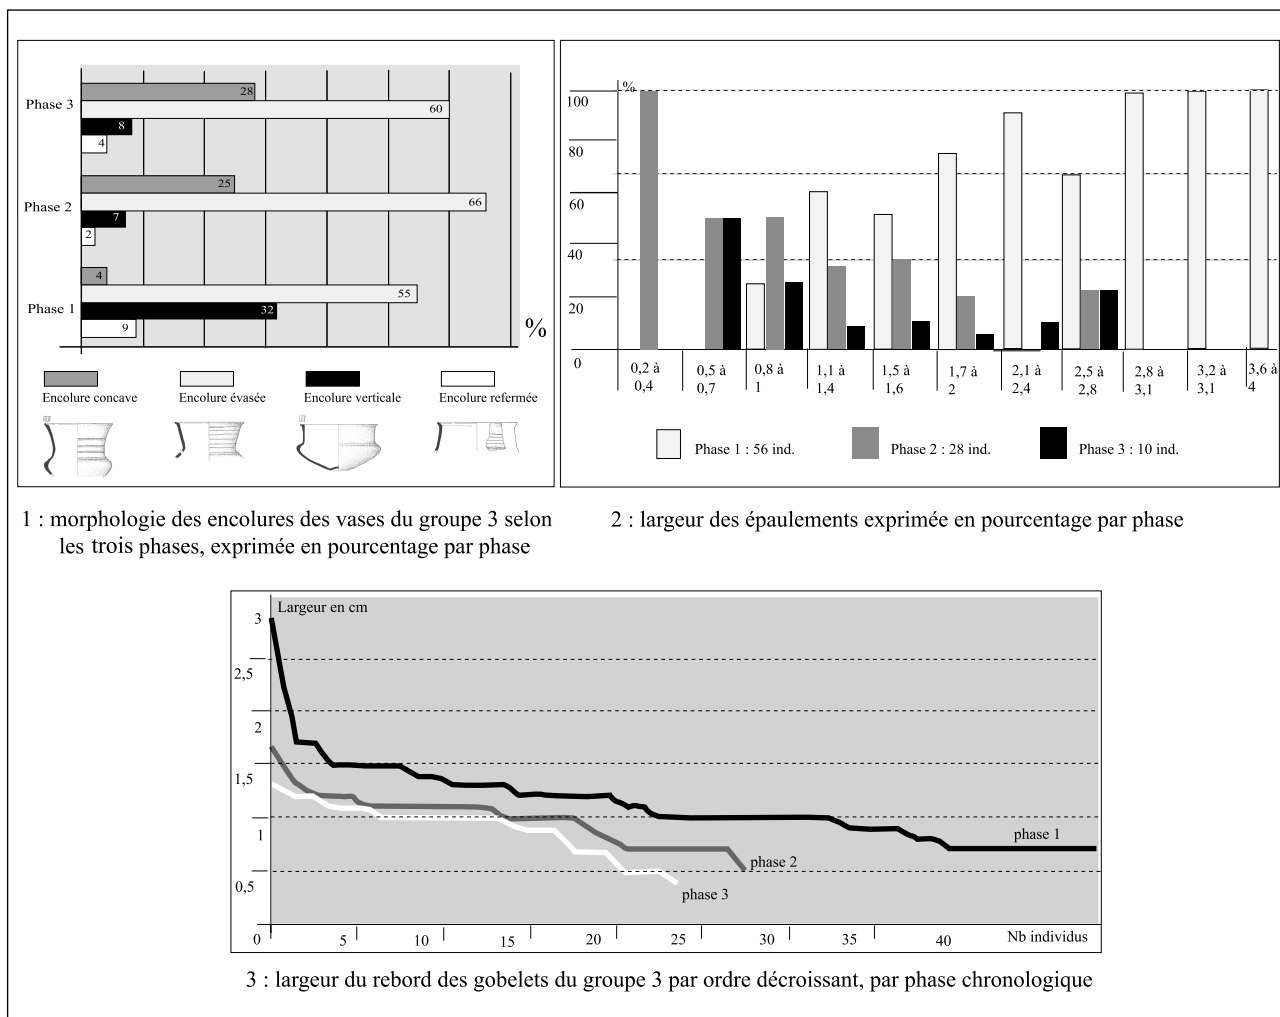 Phase 3
28
60
8
4
Phase 2
25
66
7
2
Phase 1
4
55
32
9
%
Encolure concave
Encolure évasée
Encolure verticale
Encolure refermée
1 : morphologie des encolures des vases du groupe 3 selon
les trois phases, exprimée en pourcentage par phase
%
100
80
60
40
20
0
0,2 à 0,5 à 0,8 à 1,1 à 1,5 à 1,7 à 2,1 à 2,5 à 2,8 à 3,2 à 3,6 à
0,4 0,7 1 1,4 1,6 2 2,4 2,8 3,1 3,1 4
Phase 1 : 56 ind.
Phase 2 : 28 ind.
Phase 3 : 10 ind.
2 : largeur des épaulements exprimée en pourcentage par phase
Largeur en cm
3
2,5
2
1,5
1
0,5
phase 1
phase 2
phase 3
0 5 10 15 20 25 30 35 40 Nb individus
3 : largeur du rebord des gobelets du groupe 3 par ordre décroissant, par phase chronologique